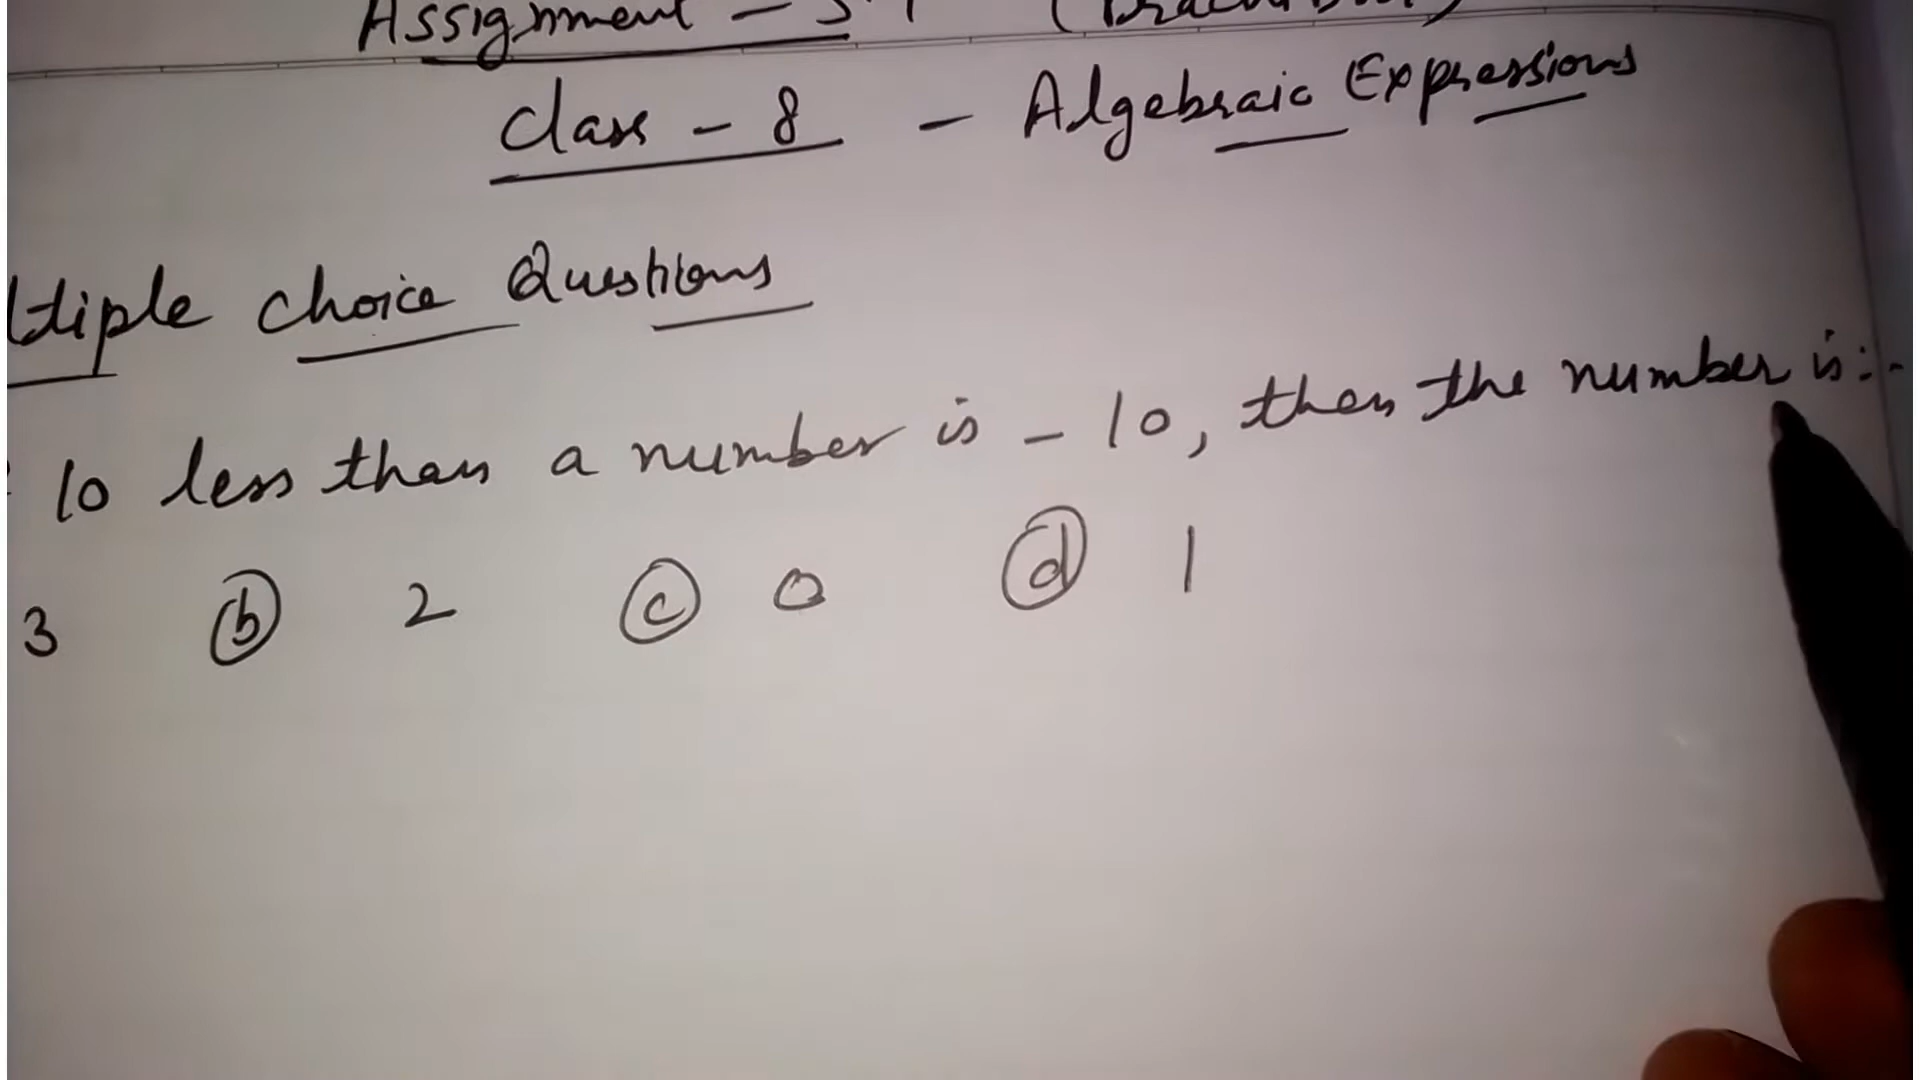 Assignment -
Class - 8 - Algebraic Expressions
ltiple choice Questions
10 less than a number is - 10, then the number is :-
3 (b) 2 (c) 0 (d) 1